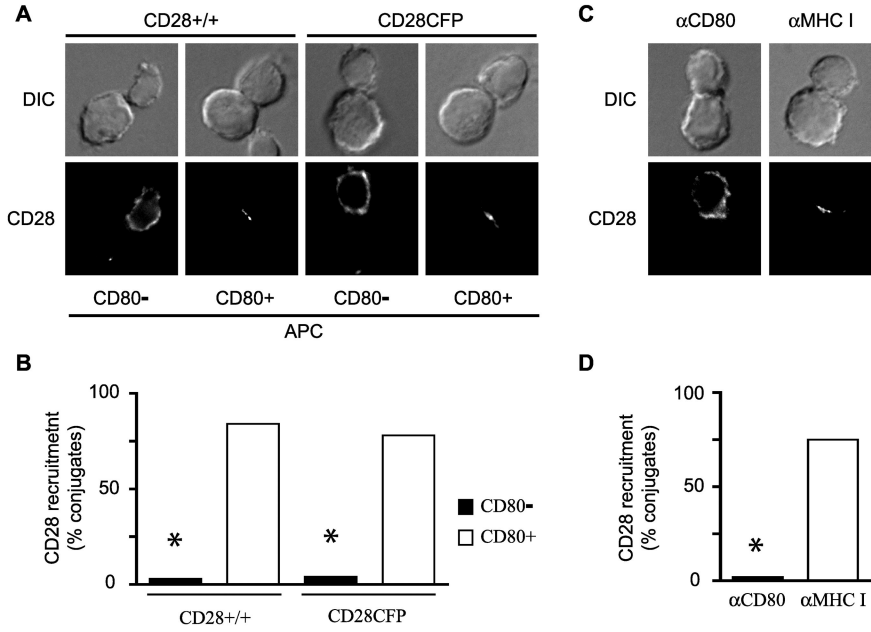 A
CD28+/+
CD28CFP
DIC
CD28
CD80-
CD80+
CD80-
CD80+
APC
B
CD28 recruitmetnt
(% conjugates)
100
50
0
*
*
CD80-
CD80+
CD28+/+
CD28CFP
C
αCD80
αMHC I
DIC
CD28
D
CD28 recruitment
(% conjugates)
100
50
0
*
αCD80
αMHC I